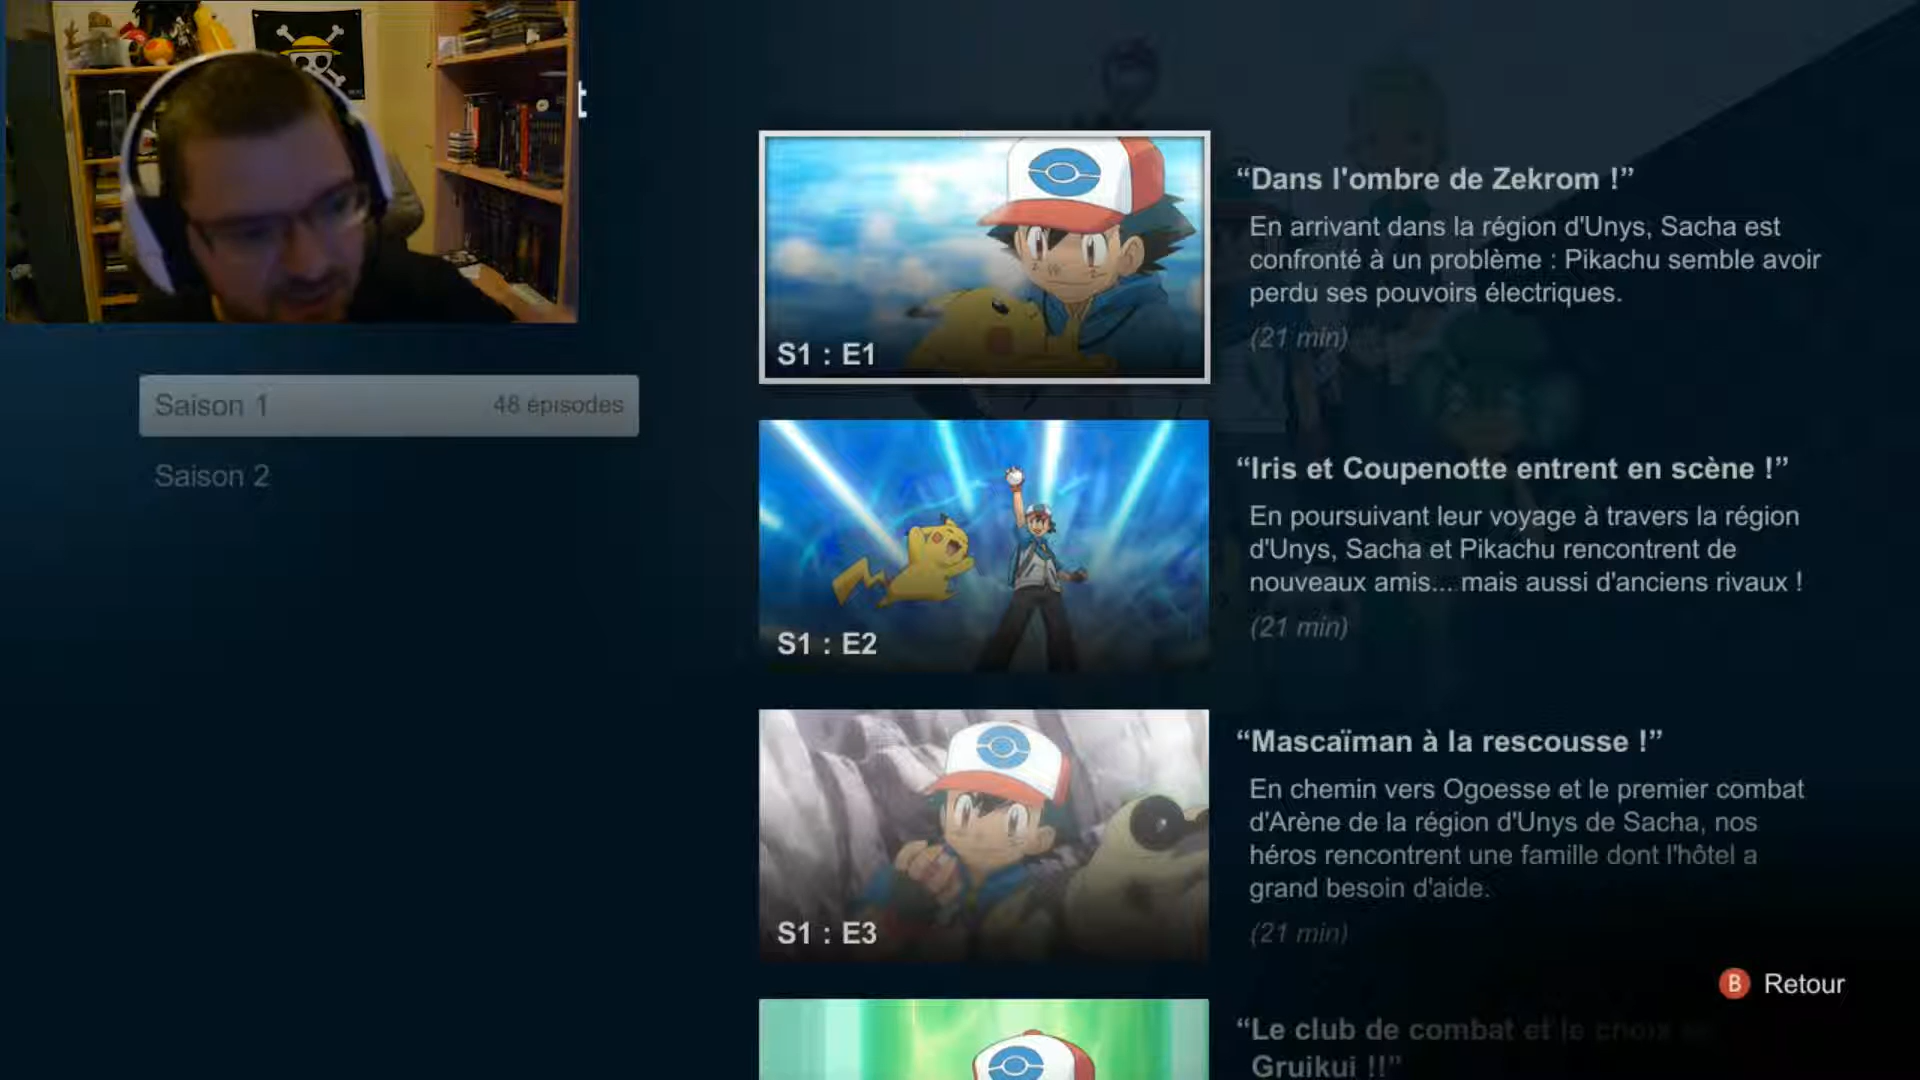 t
Saison 1
48 épisodes
Saison 2
S1 : E1
“Dans l'ombre de Zekrom !”
En arrivant dans la région d'Unys, Sacha est
confronté à un problème : Pikachu semble avoir
perdu ses pouvoirs électriques.
(21 min)
S1 : E2
“Iris et Coupenotte entrent en scène !”
En poursuivant leur voyage à travers la région
d'Unys, Sacha et Pikachu rencontrent de
nouveaux amis... mais aussi d'anciens rivaux !
(21 min)
S1 : E3
“Mascaïman à la rescousse !”
En chemin vers Ogoesse et le premier combat
d'Arène de la région d'Unys de Sacha, nos
héros rencontrent une famille dont l'hôtel a
grand besoin d'aide.
(21 min)
“Le club de combat et le choix
Gruikui !!”
B Retour